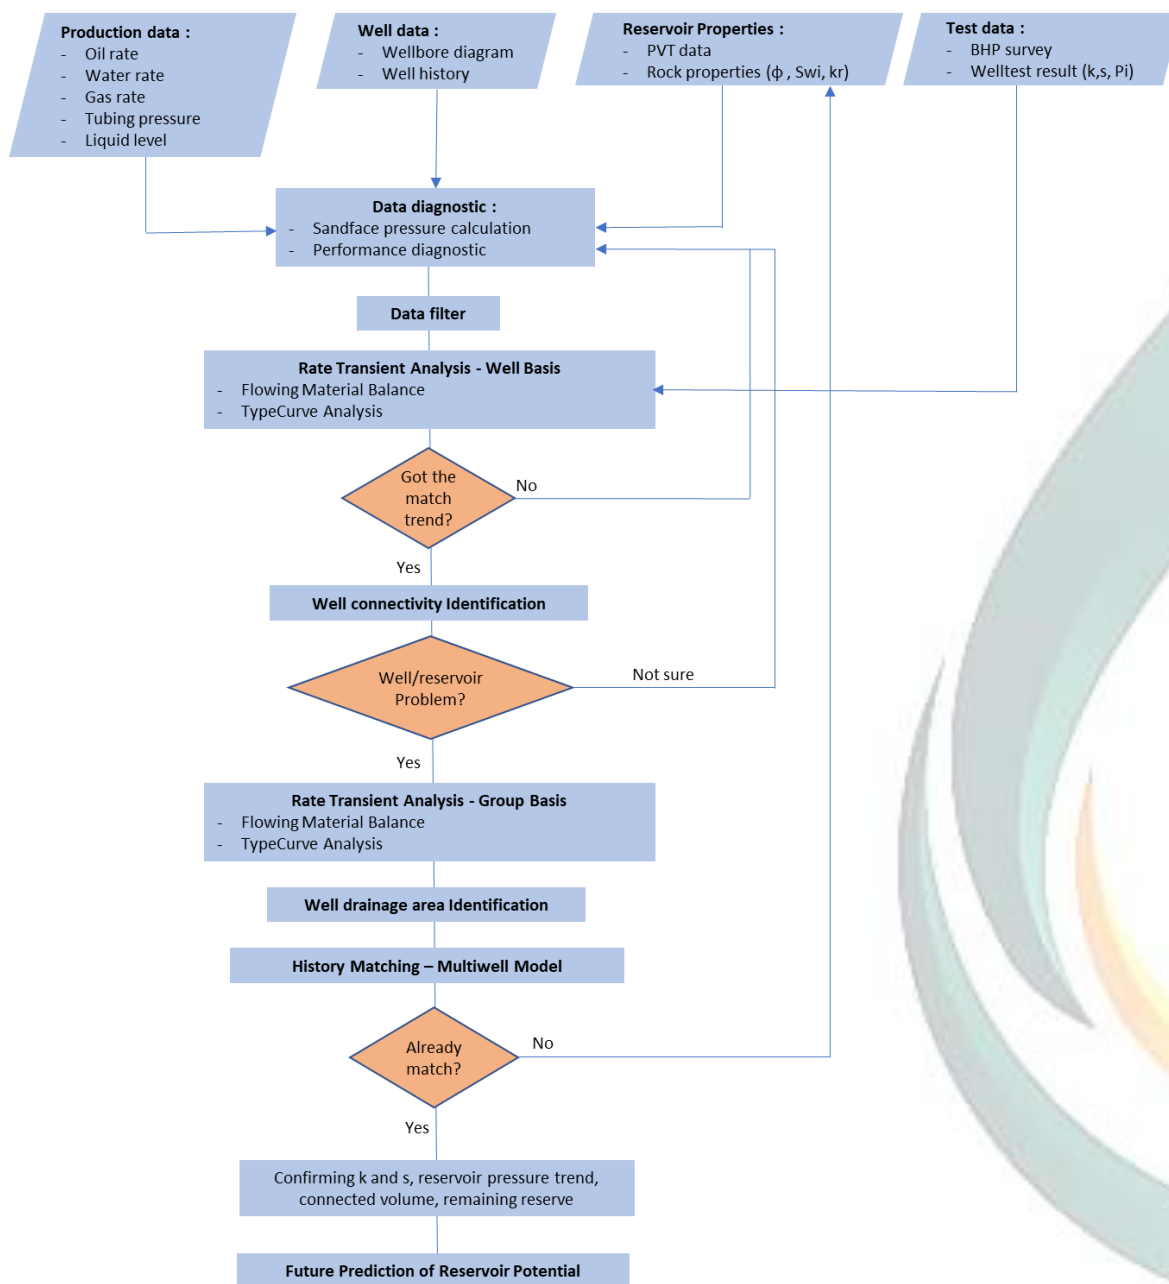 Production data :
- Oil rate
- Water rate
- Gas rate
- Tubing pressure
- Liquid level
Well data :
- Wellbore diagram
- Well history
Reservoir Properties :
- PVT data
- Rock properties (ϕ , Swi, kr)
Test data :
- BHP survey
- Welltest result (k,s, Pi)
Data diagnostic :
- Sandface pressure calculation
- Performance diagnostic
Data filter
Rate Transient Analysis - Well Basis
- Flowing Material Balance
- TypeCurve Analysis
Got the
match
trend?
No
Yes
Well connectivity Identification
Well/reservoir
Problem?
Not sure
Yes
Rate Transient Analysis - Group Basis
- Flowing Material Balance
- TypeCurve Analysis
Well drainage area Identification
History Matching – Multiwell Model
Already
match?
No
Yes
Confirming k and s, reservoir pressure trend,
connected volume, remaining reserve
Future Prediction of Reservoir Potential